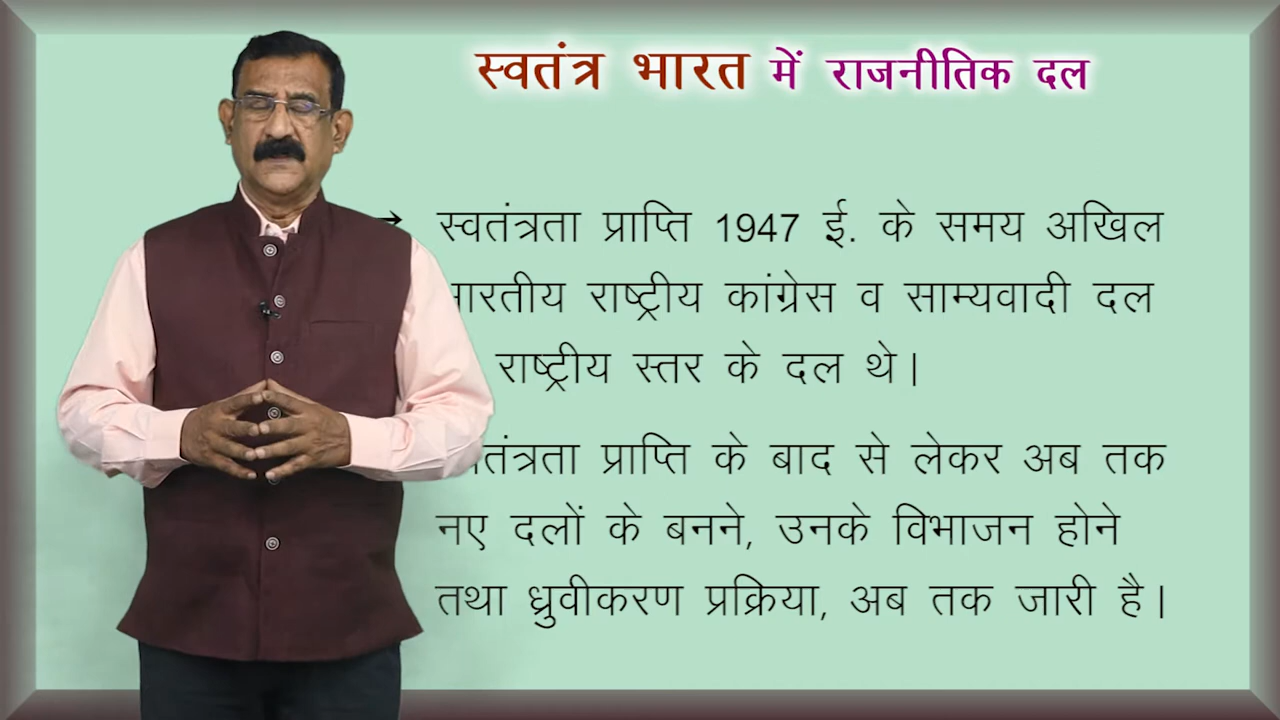 स्वतंत्र भारत में राजनीतिक दल
→ स्वतंत्रता प्राप्ति 1947 ई. के समय अखिल
राष्ट्रीय कांग्रेस व साम्यवादी दल
राष्ट्रीय स्तर के दल थे।
प्राप्ति के बाद से लेकर अब तक
नए दलों के बनने, उनके विभाजन होने
तथा ध्रुवीकरण प्रक्रिया, अब तक जारी है।